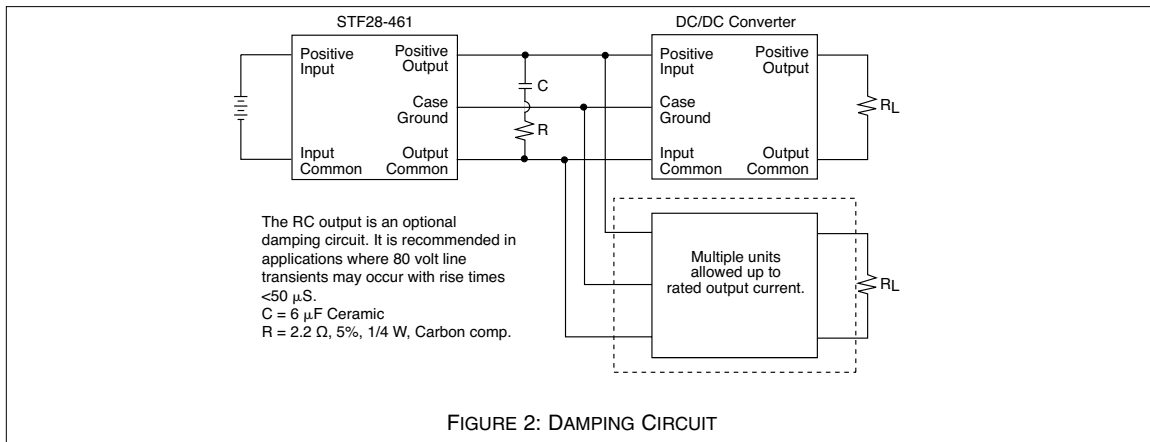 STF28-461
DC/DC Converter
Positive
Input
Positive
Output
Case
Ground
Input
Common
Output
Common
C
R
Positive
Input
Positive
Output
Case
Ground
Input
Common
Output
Common
RL
The RC output is an optional
damping circuit. It is recommended in
applications where 80 volt line
transients may occur with rise times
<50 μS.
C = 6 μF Ceramic
R = 2.2 Ω, 5%, 1/4 W, Carbon comp.
Multiple units
allowed up to
rated output current.
RL
FIGURE 2: DAMPING CIRCUIT